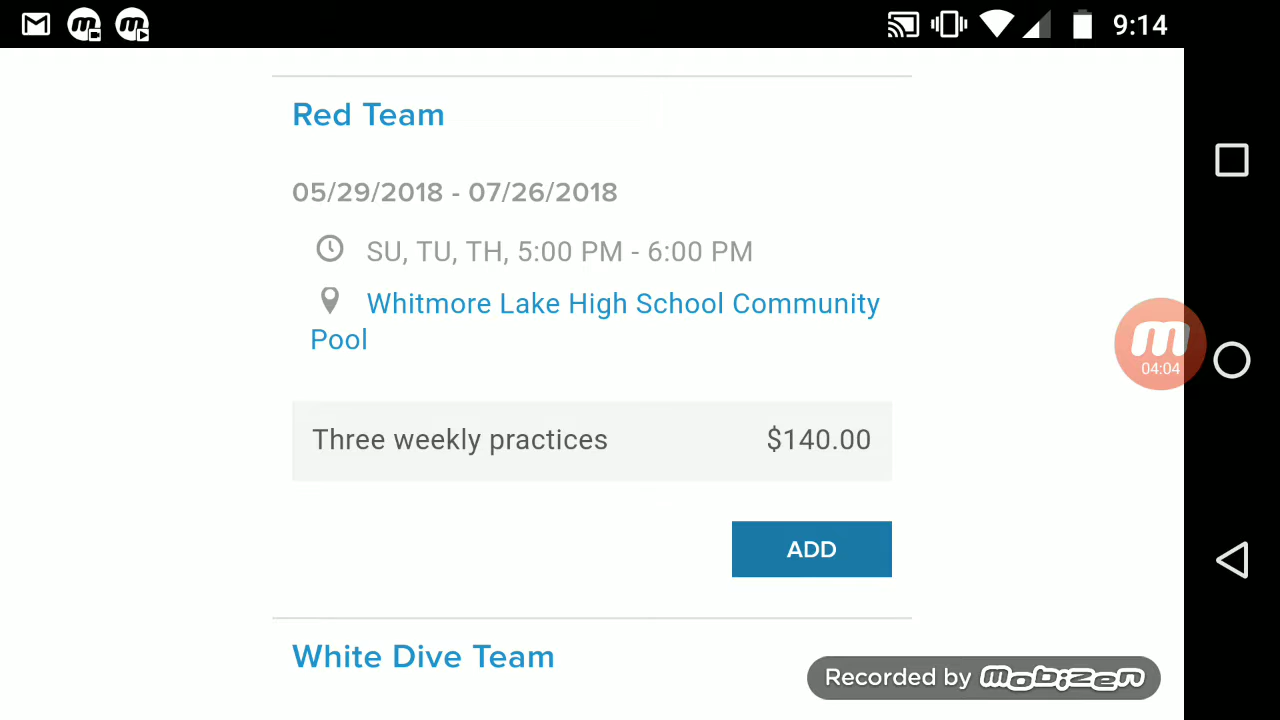 9:14
Red Team
05/29/2018 - 07/26/2018
SU, TU, TH, 5:00 PM - 6:00 PM
Whitmore Lake High School Community
Pool
04:04
Three weekly practices $140.00
ADD
White Dive Team
Recorded by mobizen